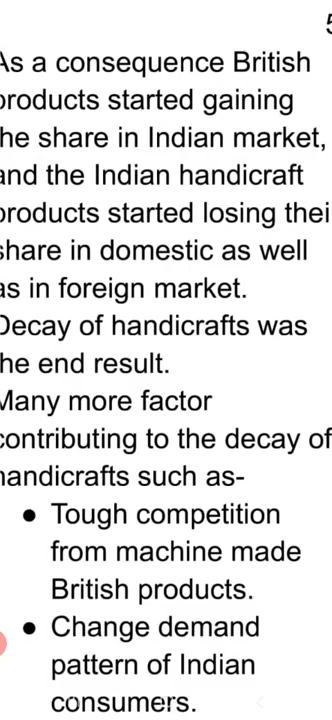 5
As a consequence British
products started gaining
the share in Indian market,
and the Indian handicraft
products started losing thei
share in domestic as well
as in foreign market.
Decay of handicrafts was
the end result.
Many more factor
contributing to the decay of
handicrafts such as-
● Tough competition
from machine made
British products.
● Change demand
pattern of Indian
consumers.